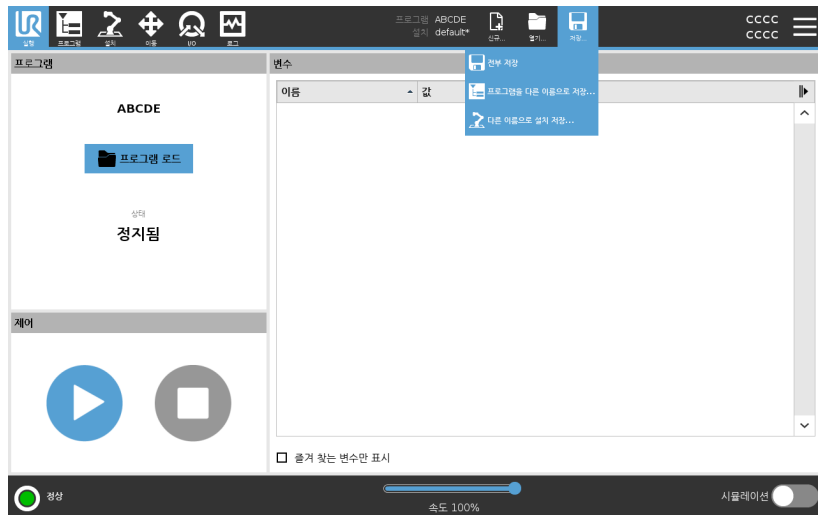 프로그램 ABCDE
설치 default*
cccc
cccc
실행
프로그램
설치
이동
I/O
로그
신규...
열기...
저장...
전부 저장
프로그램을 다른 이름으로 저장...
다른 이름으로 설치 저장...
프로그램
ABCDE
프로그램 로드
상태
정지됨
제어
변수
이름
값
즐겨 찾는 변수만 표시
정상
속도 100%
시뮬레이션